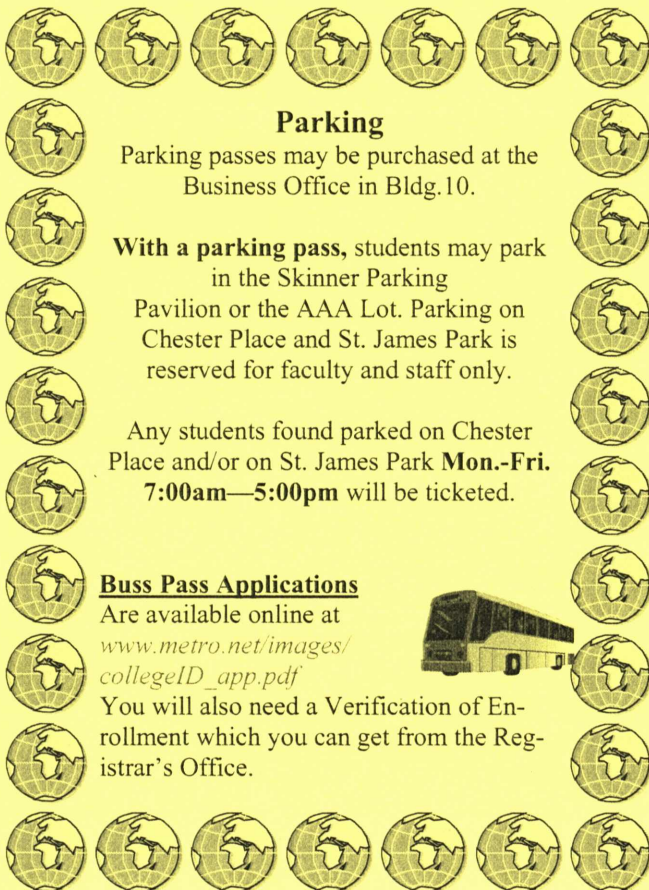 Parking
Parking passes may be purchased at the
Business Office in Bldg.10.
With a parking pass, students may park
in the Skinner Parking
Pavilion or the AAA Lot. Parking on
Chester Place and St. James Park is
reserved for faculty and staff only.
Any students found parked on Chester
Place and/or on St. James Park Mon.-Fri.
7:00am—5:00pm will be ticketed.
Buss Pass Applications
Are available online at
www.metro.net/images/
collegeID_app.pdf
You will also need a Verification of En-
rollment which you can get from the Reg-
istrar's Office.